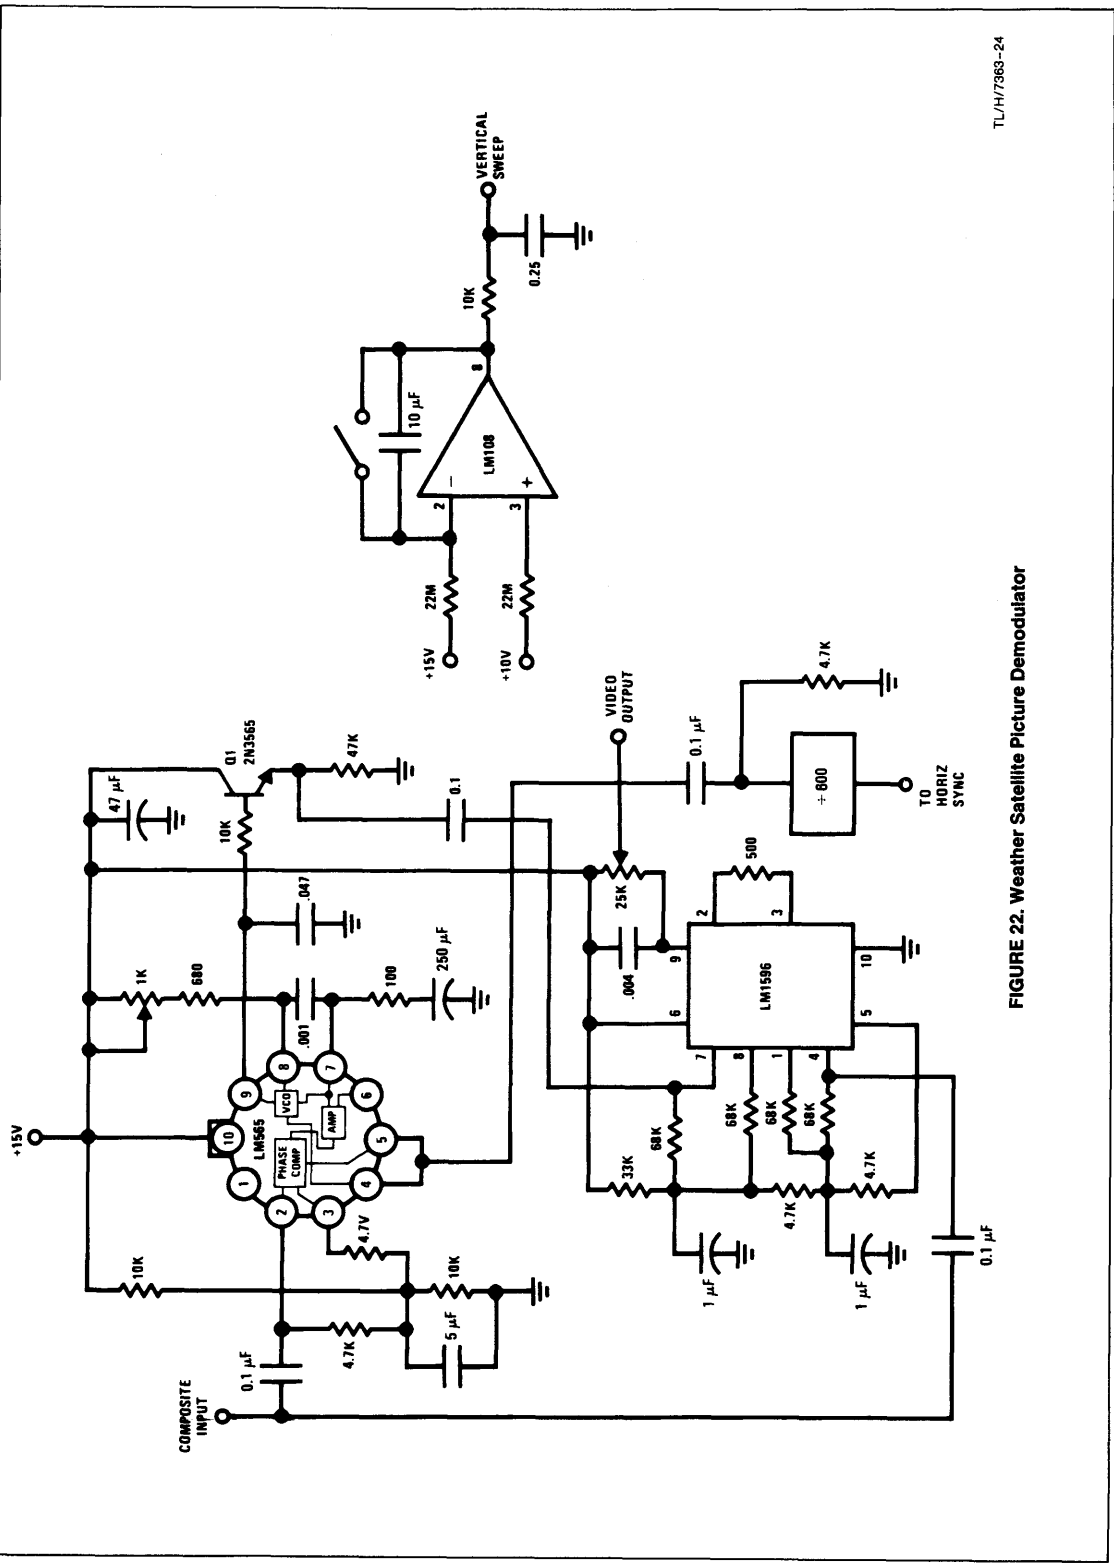 +15V
COMPOSITE
INPUT
0.1 μF
10K
4.7K
5 μF
10K
4.7V
1
2
3
4
5
6
7
8
9
10
LM565
PHASE
COMP
VCO
AMP
1K
680
.001
100
250 μF
.047
10K
47 μF
Q1
2N3565
47K
0.1
+15V
22M
+10V
22M
2
3
−
+
LM108
8
10 μF
10K
0.25
VERTICAL
SWEEP
33K
68K
1 μF
4.7K
1 μF
4.7K
68K
68K
68K
7
8
1
4
6
9
5
10
2
3
LM1596
.004
25K
500
VIDEO
OUTPUT
0.1 μF
0.1 μF
4.7K
÷ 800
TO
HORIZ
SYNC
TL/H/7363-24
FIGURE 22. Weather Satellite Picture Demodulator